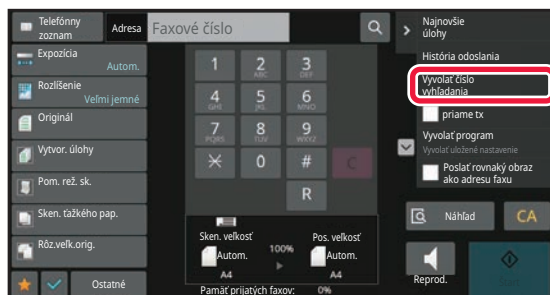 Telefónny
zoznam
Adresa
Faxové číslo
Expozícia
Autom.
Rozlíšenie
Veľmi jemné
Originál
Vytvor. úlohy
Pom. rež. sk.
Sken. ťažkého pap.
Rôz.veľk.orig.
Ostatné
1
2
ABC
3
DEF
4
GHI
5
JKL
6
MNO
7
PQRS
8
TUV
9
WXYZ
0
#
C
R
Sken. veľkosť
100%
Pos. veľkosť
Autom.
Autom.
A4
A4
Pamäť prijatých faxov: 0%
Najnovšie
úlohy
História odoslania
Vyvolať číslo
vyhľadania
priame tx
Vyvolať program
Vyvolať uložené nastavenie
Poslať rovnaký obraz
ako adresu faxu
Náhľad
CA
Reprod.
Štart